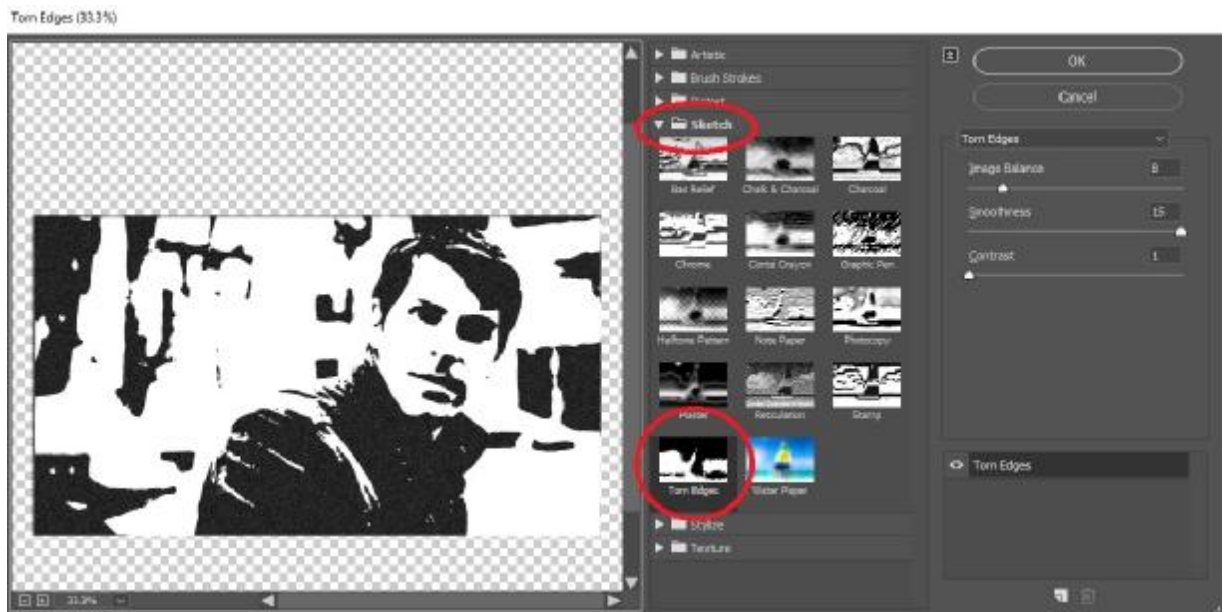 Torn Edges (33.3%)
Artistic
Brush Strokes
Distort
Sketch
Bas Relief Chalk & Charcoal Charcoal
Chrome Conté Crayon Graphic Pen
Halftone Pattern Note Paper Photocopy
Plaster Reticulation Stamp
Torn Edges Water Paper
Stylize
Texture
33.3%
OK
Cancel
Torn Edges
Image Balance 8
Smoothness 15
Contrast 1
Torn Edges